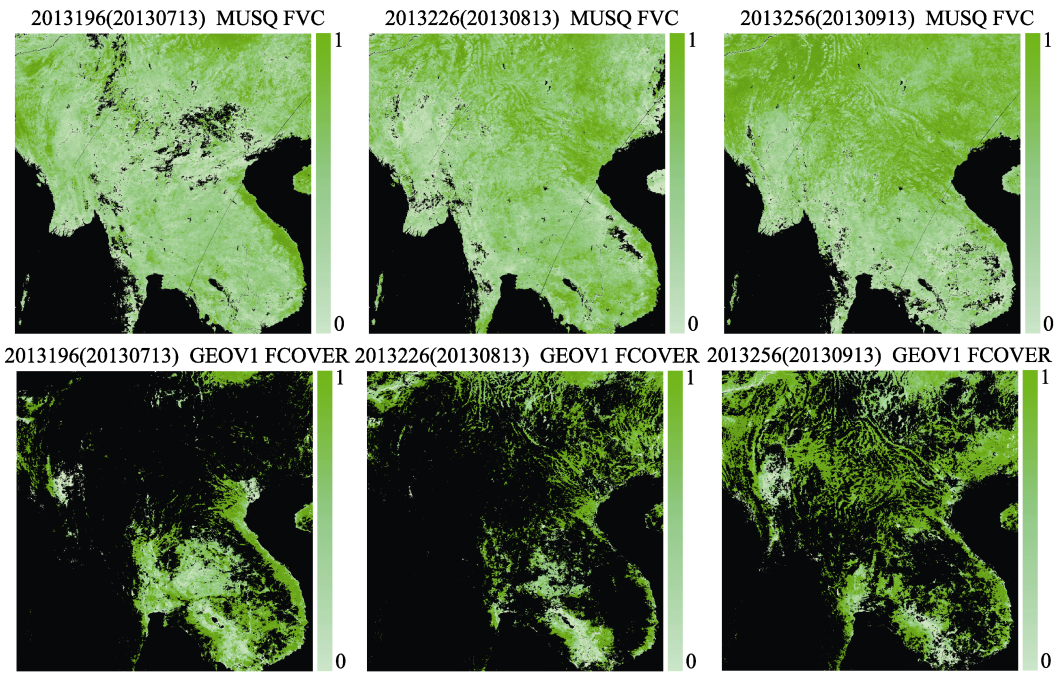 2013196(20130713) MUSQ FVC
2013226(20130813) MUSQ FVC
2013256(20130913) MUSQ FVC
1
0
1
0
1
0
2013196(20130713) GEOV1 FCOVER
2013226(20130813) GEOV1 FCOVER
2013256(20130913) GEOV1 FCOVER
1
0
1
0
1
0